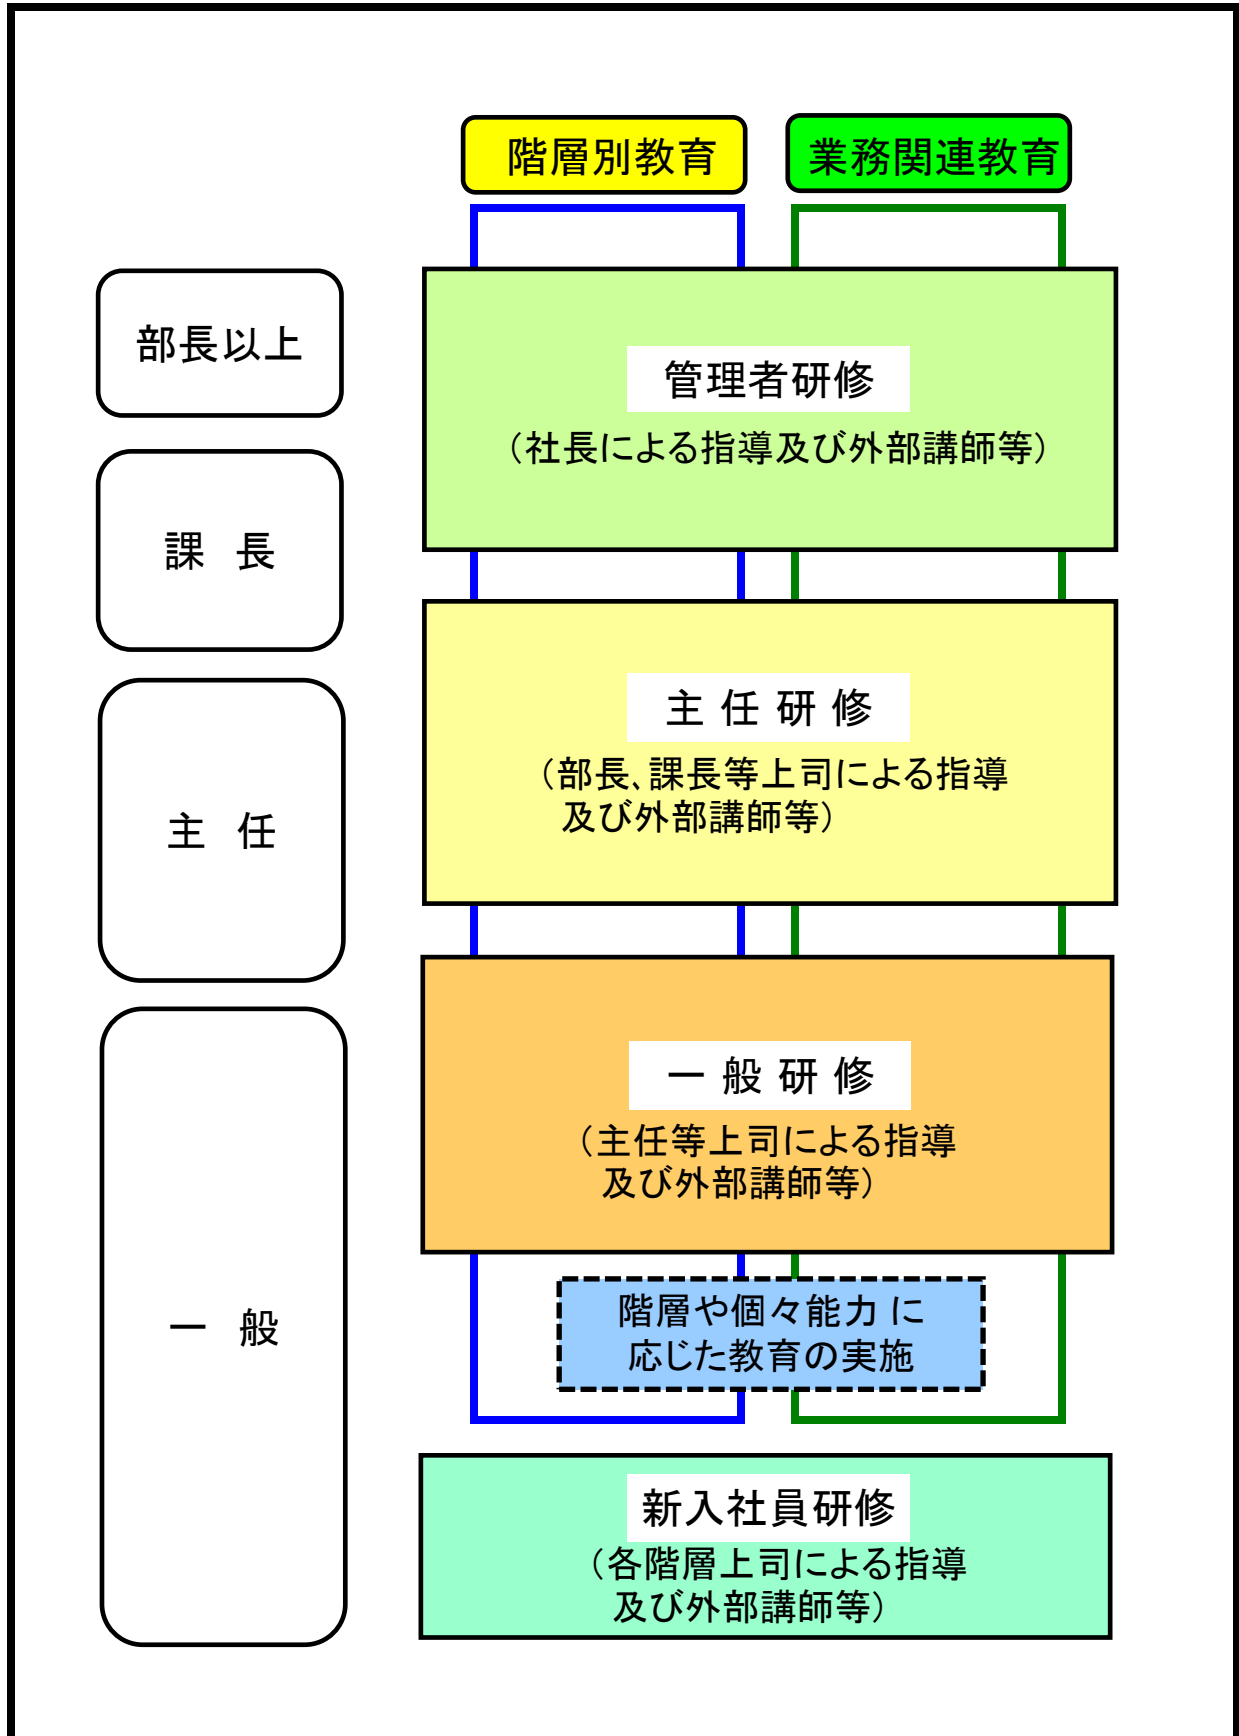 階層別教育
業務関連教育
部長以上
管理者研修
（社長による指導及び外部講師等）
課　長
主 任 研 修
（部長、課長等上司による指導
及び外部講師等）
主　任
一 般 研 修
（主任等上司による指導
及び外部講師等）
一　般
階層や個々能力 に
応じた教育の実施
新入社員研修
（各階層上司による指導
及び外部講師等）